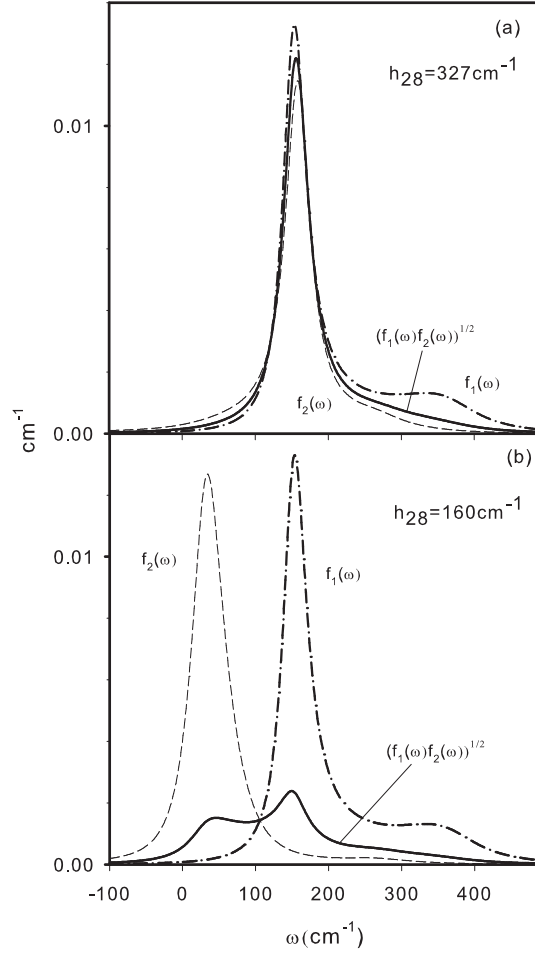 (a)
h28=327cm-1
0.01
(f1(ω)f2(ω))1/2
f1(ω)
f2(ω)
cm-1
0.00
(b)
h28=160cm-1
f2(ω)
f1(ω)
0.01
(f1(ω)f2(ω))1/2
0.00
-100 0 100 200 300 400
ω(cm-1)